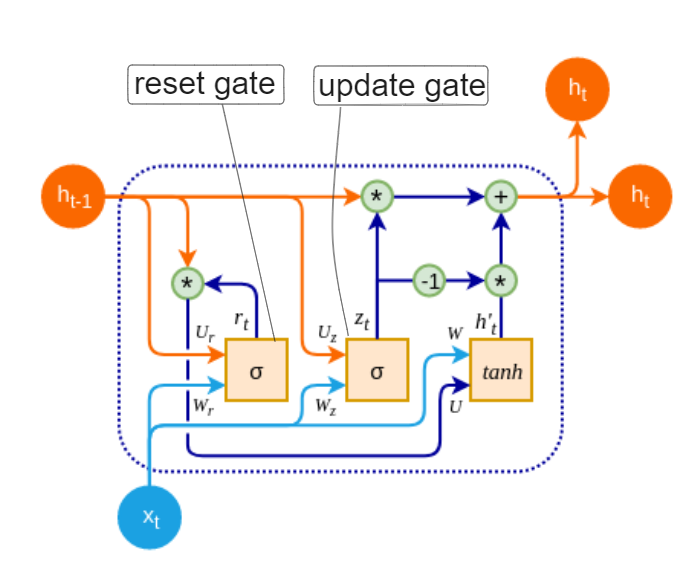 reset gate
update gate
h_t
h_{t-1}
*
+
h_t
*
-1
*
r_t
z_t
h'_t
U_r
U_z
W
σ
σ
tanh
W_r
W_z
U
x_t